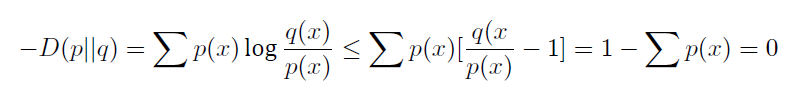 −D(p||q) = ∑ p(x) log q(x)/p(x) ≤ ∑ p(x)[q(x/p(x) − 1] = 1 − ∑ p(x) = 0